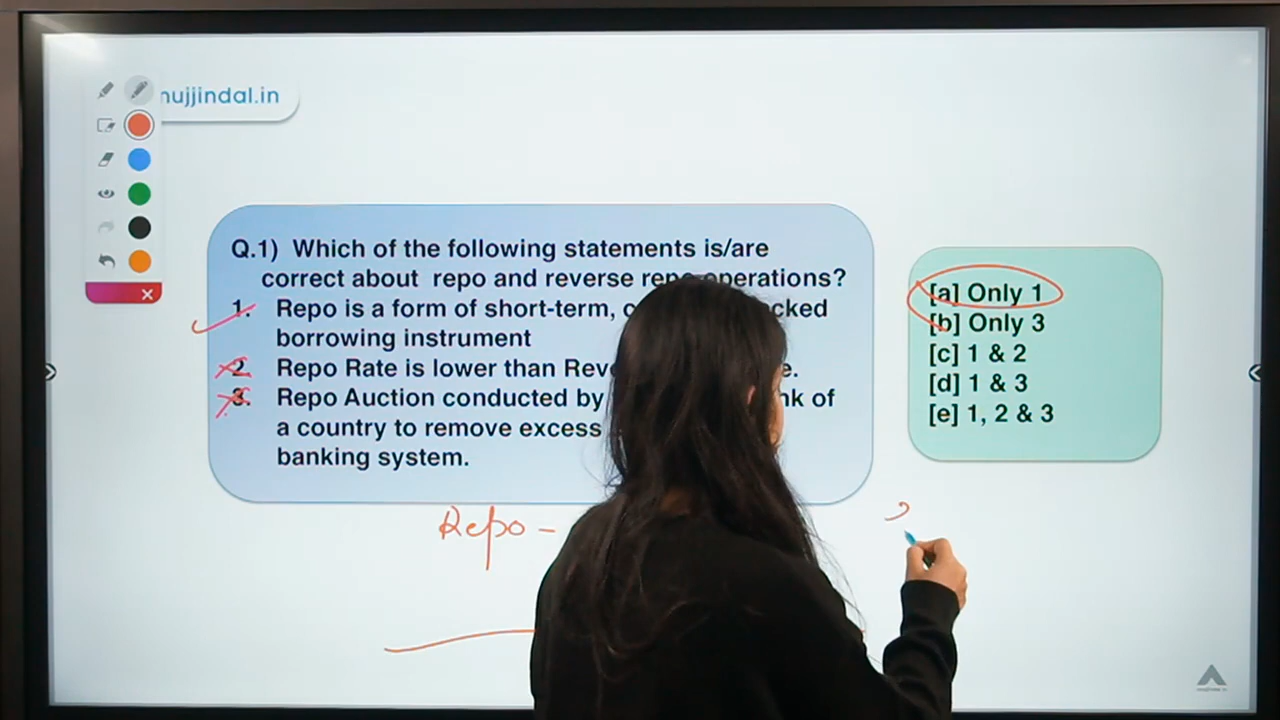 nujjindal.in
Q.1) Which of the following statements is/are
correct about repo and reverse repo operations?
1. Repo is a form of short-term,
borrowing instrument
2. Repo Rate is lower than
3. Repo Auction conducted by of
a country to remove excess
banking system.
[a] Only 1
[b] Only 3
[c] 1 & 2
[d] 1 & 3
[e] 1, 2 & 3
Repo -